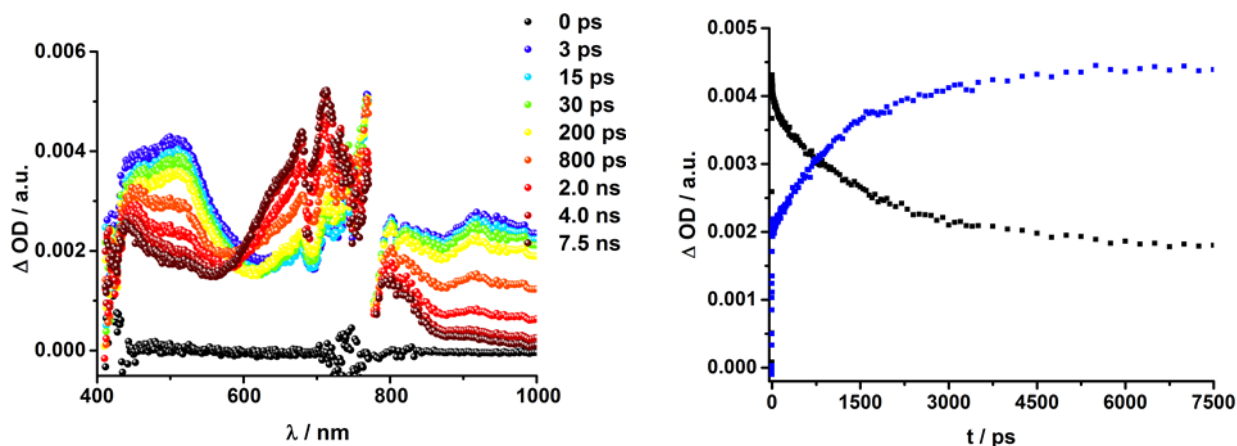 0.006
0.004
0.002
0.000
Δ OD / a.u.
400
600
800
1000
λ / nm
0 ps
3 ps
15 ps
30 ps
200 ps
800 ps
2.0 ns
4.0 ns
7.5 ns
0.005
0.004
0.003
0.002
0.001
0.000
Δ OD / a.u.
0
1500
3000
4500
6000
7500
t / ps